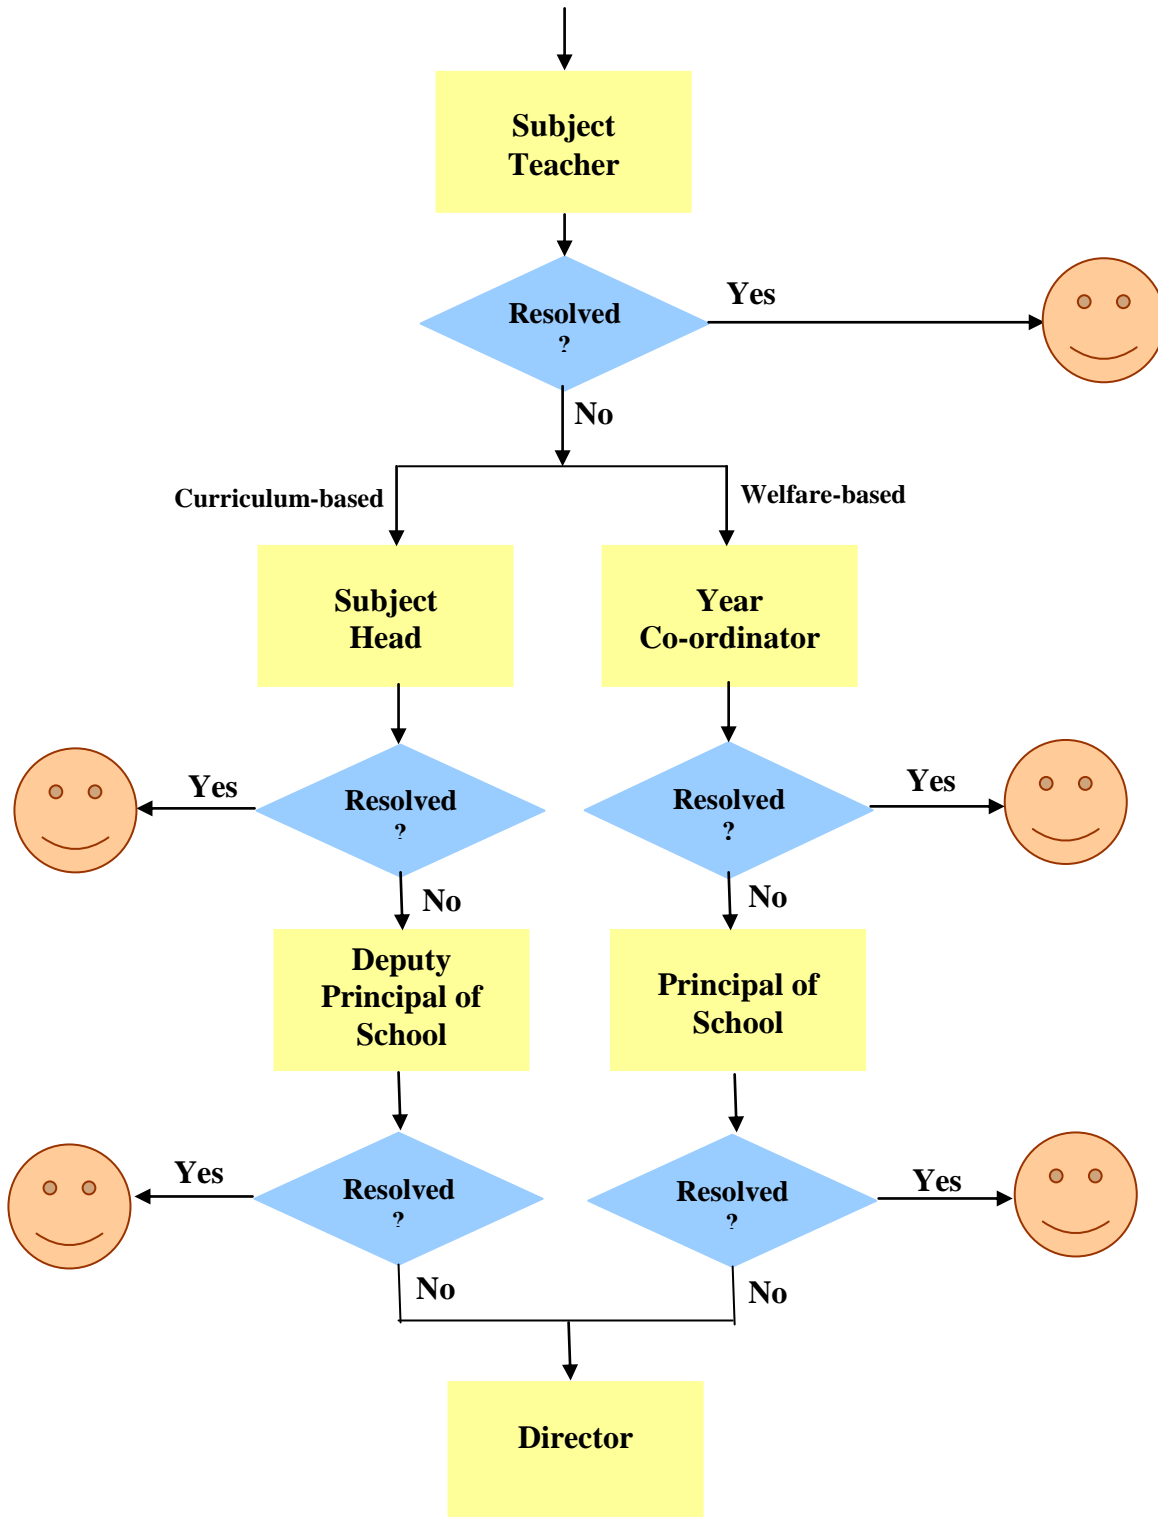 Subject
Teacher
Resolved
?
Yes
No
Curriculum-based
Welfare-based
Subject
Head
Year
Co-ordinator
Yes
Resolved
?
Resolved
?
Yes
No
No
Deputy
Principal of
School
Principal of
School
Yes
Resolved
?
Resolved
?
Yes
No
No
Director